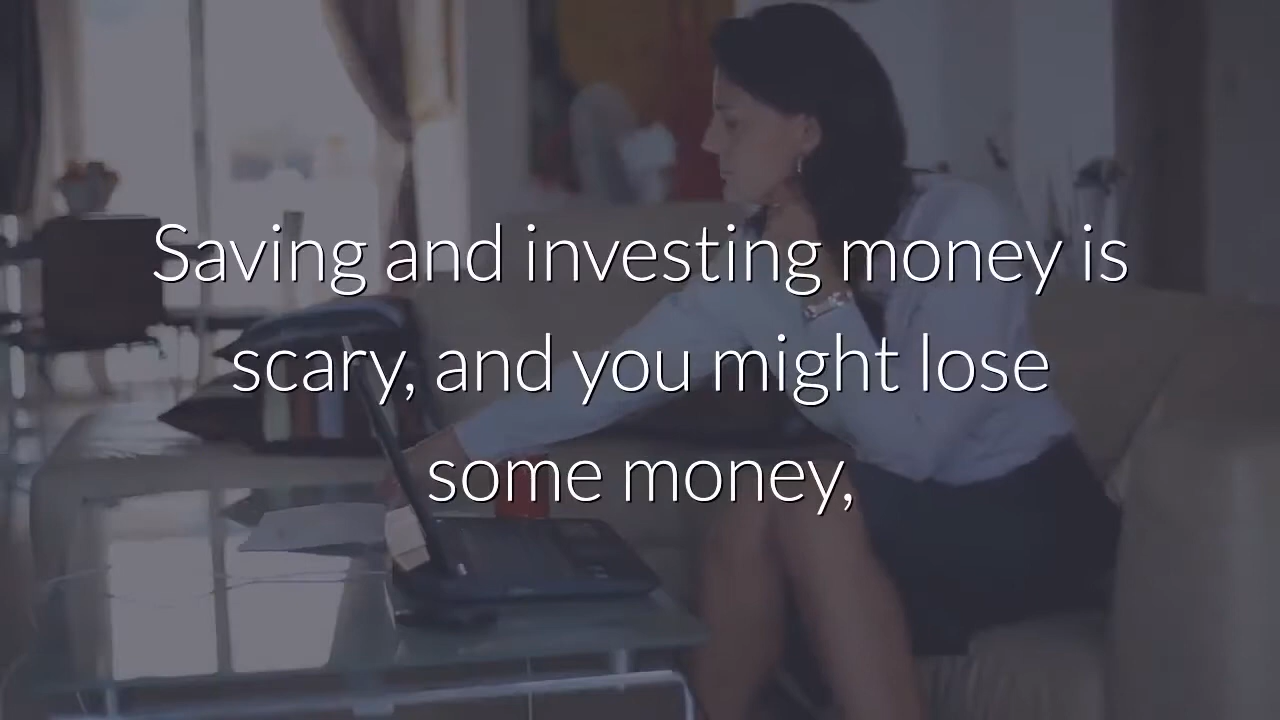 Saving and investing money is
scary, and you might lose
some money,